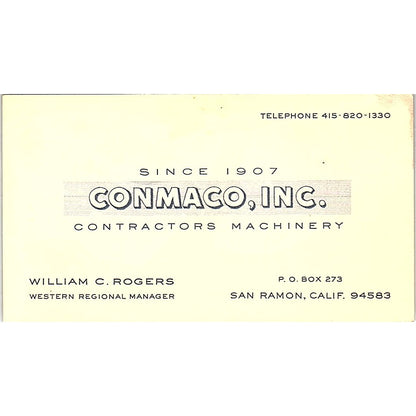 TELEPHONE 415-820-1330
SINCE 1907
CONMACO, INC.
CONTRACTORS MACHINERY
WILLIAM C. ROGERS
WESTERN REGIONAL MANAGER
P. O. BOX 273
SAN RAMON, CALIF. 94583